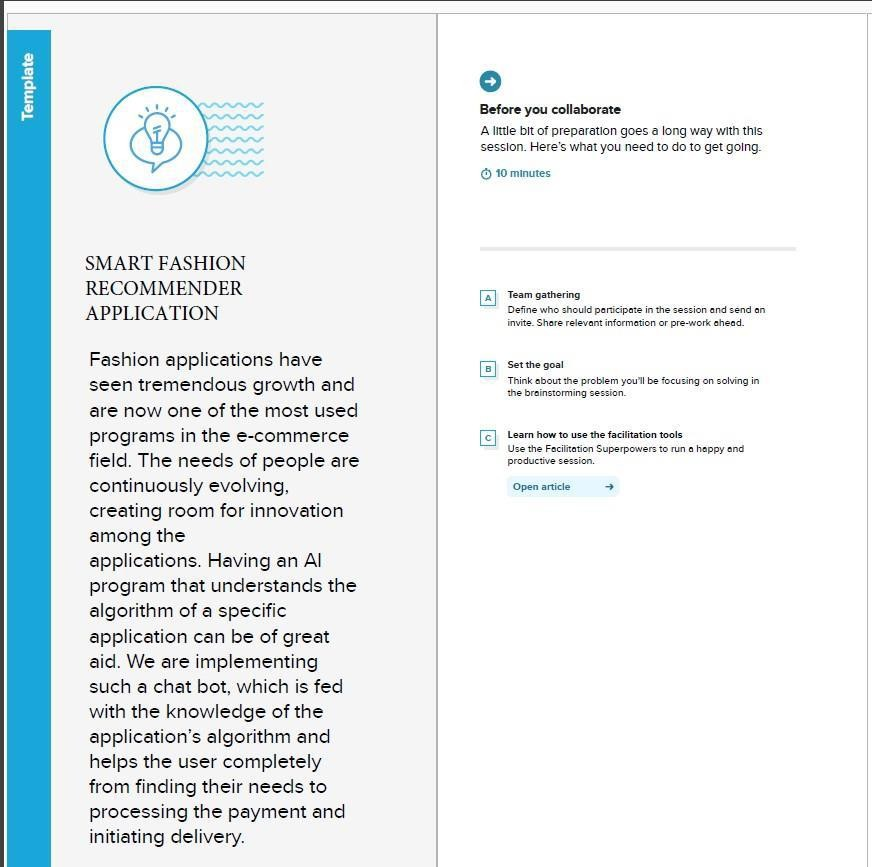 Template
SMART FASHION
RECOMMENDER
APPLICATION
Fashion applications have
seen tremendous growth and
are now one of the most used
programs in the e-commerce
field. The needs of people are
continuously evolving,
creating room for innovation
among the
applications. Having an AI
program that understands the
algorithm of a specific
application can be of great
aid. We are implementing
such a chat bot, which is fed
with the knowledge of the
application's algorithm and
helps the user completely
from finding their needs to
processing the payment and
initiating delivery.
Before you collaborate
A little bit of preparation goes a long way with this
session. Here's what you need to do to get going.
10 minutes
A
Team gathering
Define who should participate in the session and send an
invite. Share relevant information or pre-work ahead.
B
Set the goal
Think about the problem you'll be focusing on solving in
the brainstorming session.
C
Learn how to use the facilitation tools
Use the Facilitation Superpowers to run a happy and
productive session.
Open article